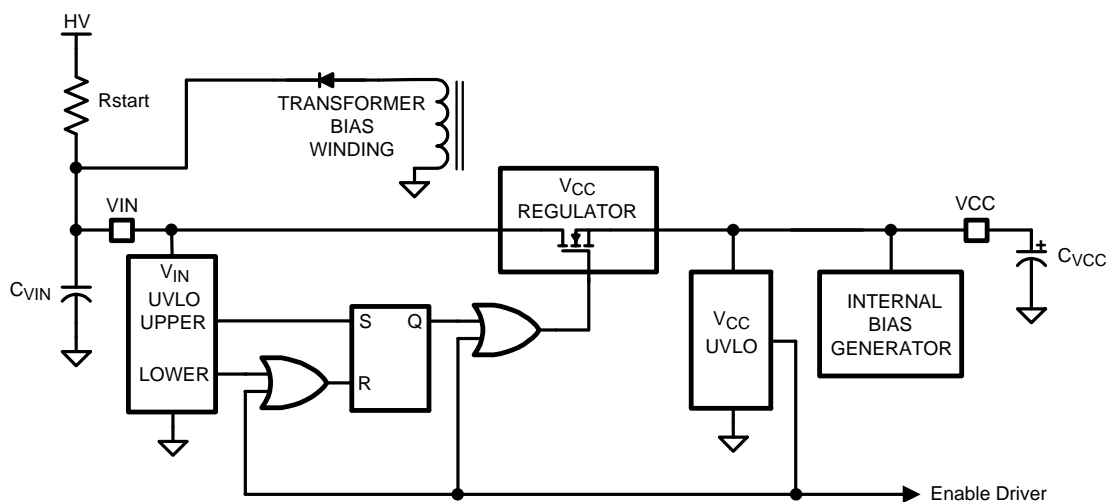 HV
Rstart
TRANSFORMER
BIAS
WINDING
VIN
VCC
REGULATOR
VCC
CVIN
VIN
UVLO
UPPER
LOWER
S
Q
R
VCC
UVLO
INTERNAL
BIAS
GENERATOR
+
CVCC
Enable Driver